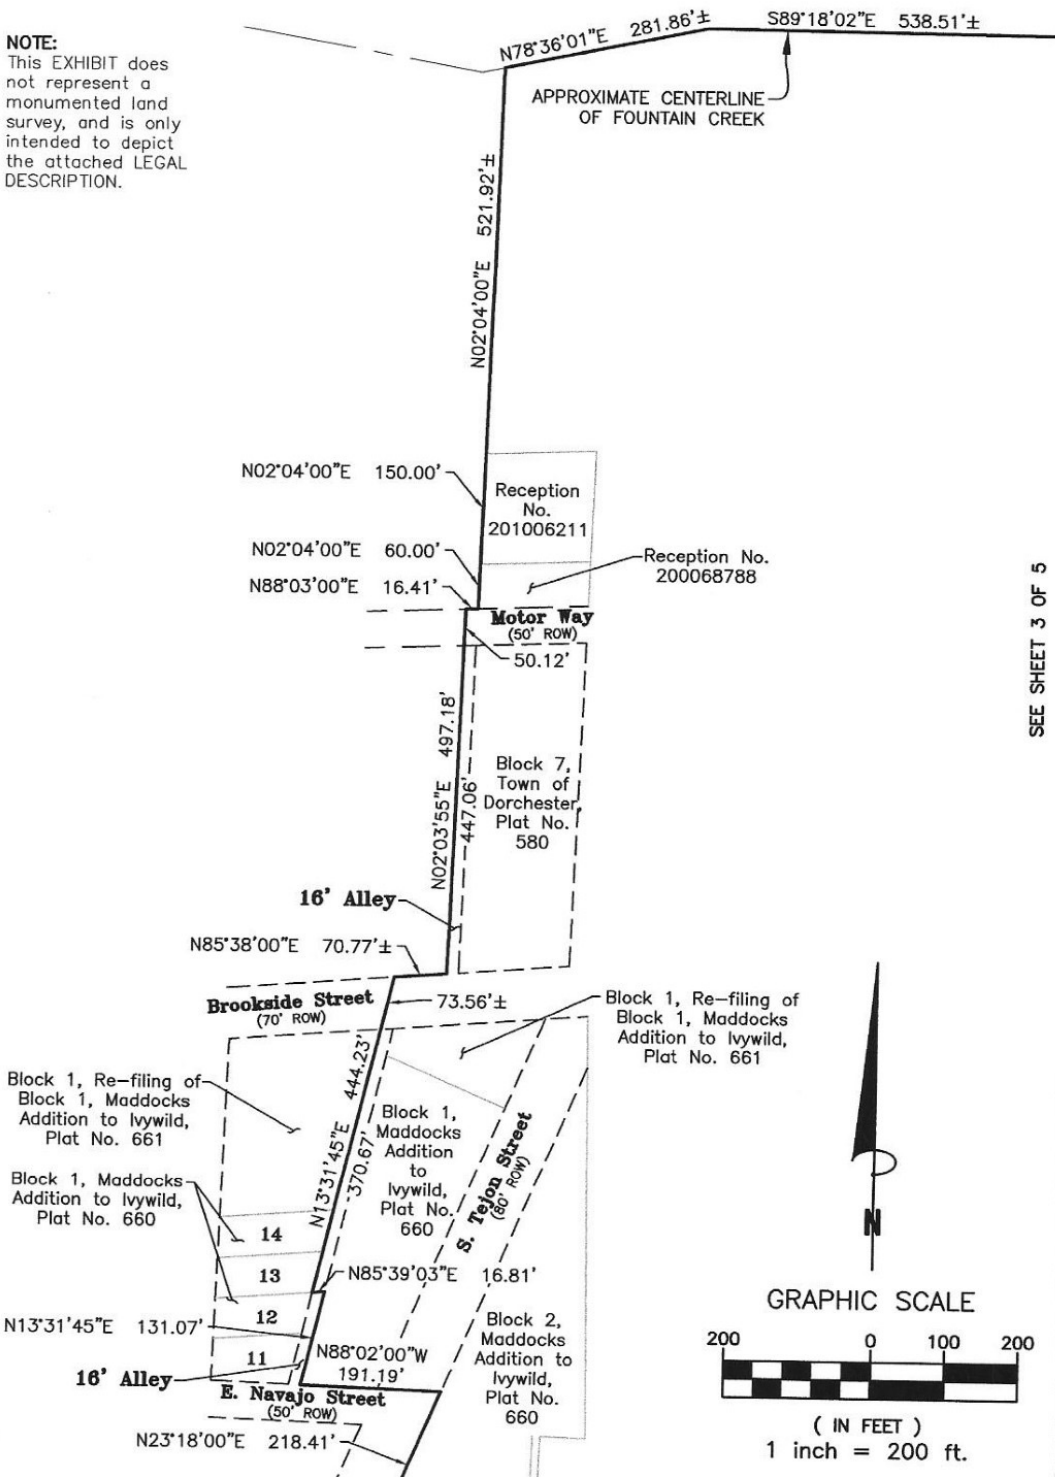 NOTE:
This EXHIBIT does
not represent a
monumented land
survey, and is only
intended to depict
the attached LEGAL
DESCRIPTION.
N78°36'01"E 281.86'±
S89°18'02"E 538.51'±
APPROXIMATE CENTERLINE
OF FOUNTAIN CREEK
N02°04'00"E 521.92'±
N02°04'00"E 150.00'
Reception
No.
201006211
N02°04'00"E 60.00'
Reception No.
200068788
N88°03'00"E 16.41'
Motor Way
(50' ROW)
50.12'
SEE SHEET 3 OF 5
N02°03'55"E 497.18'
447.06'
Block 7,
Town of
Dorchester,
Plat No.
580
16' Alley
N85°38'00"E 70.77'±
Brookside Street
(70' ROW)
73.56'±
Block 1, Re-filing of
Block 1, Maddocks
Addition to Ivywild,
Plat No. 661
Block 1, Re-filing of
Block 1, Maddocks
Addition to Ivywild,
Plat No. 661
N13°31'45"E 444.23'
370.67'
Block 1,
Maddocks
Addition
to
Ivywild,
Plat No.
660
S. Tejon Street
(80' ROW)
Block 1, Maddocks
Addition to Ivywild,
Plat No. 660
14
13
12
11
N85°39'03"E 16.81'
N13°31'45"E 131.07'
N88°02'00"W
191.19'
16' Alley
E. Navajo Street
(50' ROW)
Block 2,
Maddocks
Addition to
Ivywild,
Plat No.
660
N23°18'00"E 218.41'
N
GRAPHIC SCALE
200 0 100 200
( IN FEET )
1 inch = 200 ft.